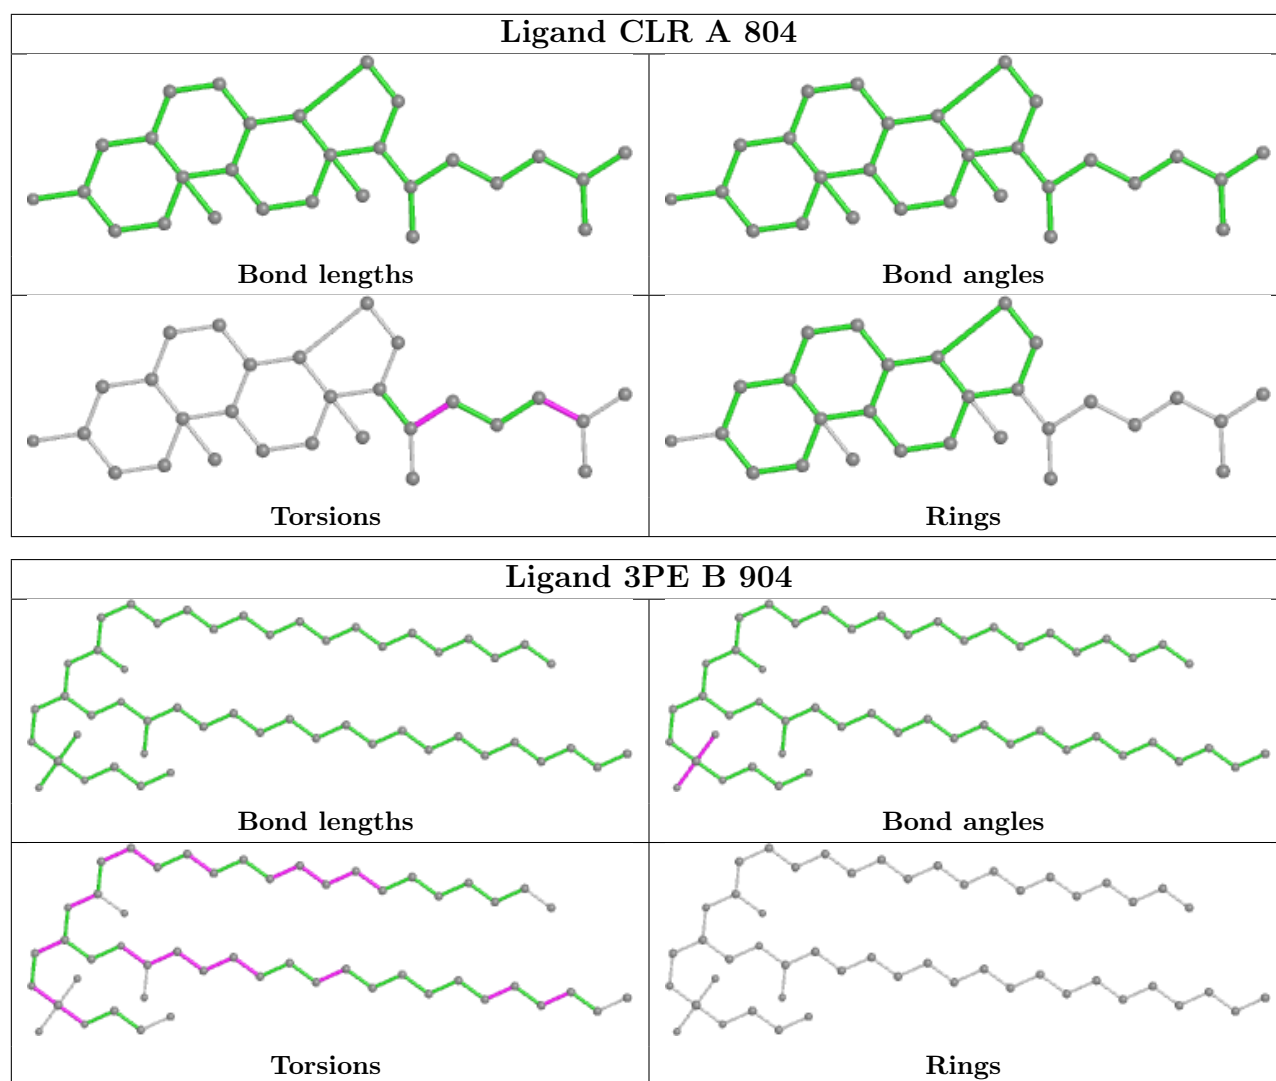 Ligand CLR A 804
Bond lengths
Bond angles
Torsions
Rings
Ligand 3PE B 904
Bond lengths
Bond angles
Torsions
Rings